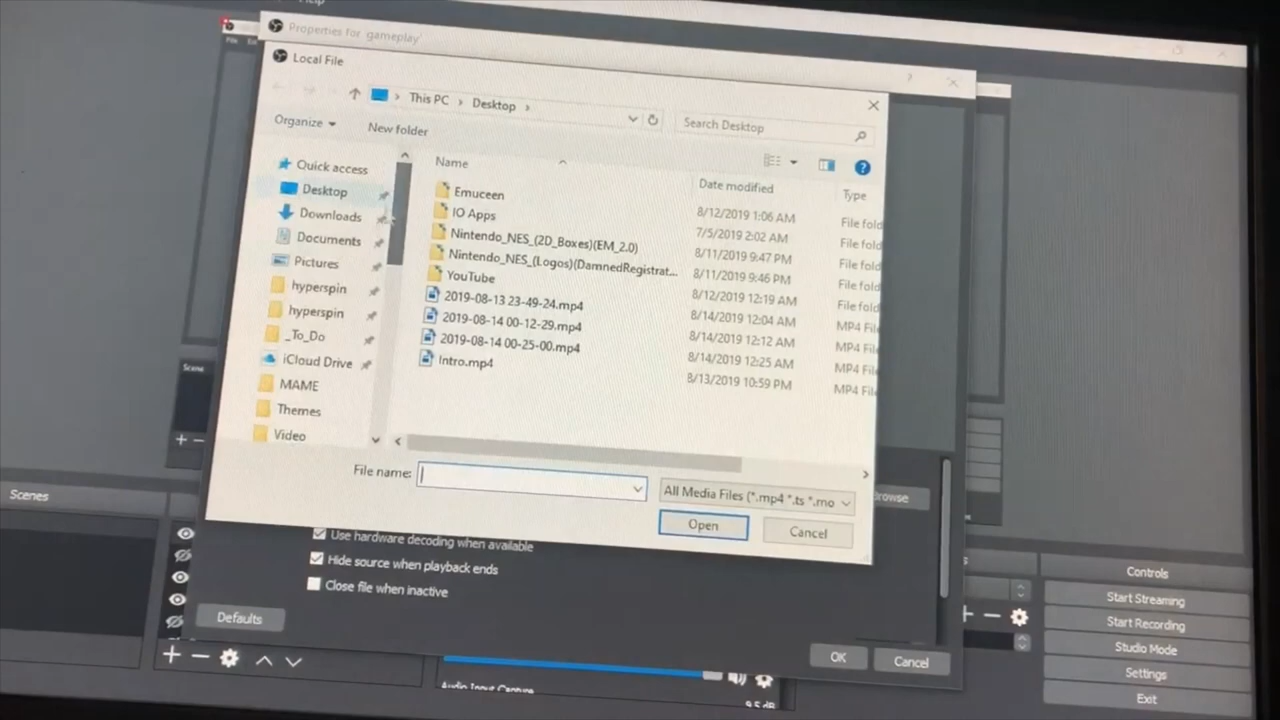 Help
Properties for 'gameplay'
Local File
This PC > Desktop >
Search Desktop
Organize
New folder
Quick access
Desktop
Downloads
Documents
Pictures
hyperspin
hyperspin
_To_Do
iCloud Drive
MAME
Themes
Video
Name
Date modified
Type
Emuceen
8/12/2019 1:06 AM
File fold
IO Apps
7/5/2019 2:02 AM
File fold
Nintendo_NES_(2D_Boxes)(EM_2.0)
8/11/2019 9:47 PM
File fold
Nintendo_NES_(Logos)(DamnedRegistrat...
8/11/2019 9:46 PM
File fold
YouTube
8/12/2019 12:19 AM
File fold
2019-08-13 23-49-24.mp4
8/14/2019 12:04 AM
MP4 File
2019-08-14 00-12-29.mp4
8/14/2019 12:12 AM
MP4 File
2019-08-14 00-25-00.mp4
8/14/2019 12:25 AM
MP4 File
Intro.mp4
8/13/2019 10:59 PM
MP4 File
File name:
All Media Files (*.mp4 *.ts *.mo
Open
Cancel
Browse
Use hardware decoding when available
Hide source when playback ends
Close file when inactive
Defaults
OK
Cancel
Scene
Scenes
Audio Input Capture
9.5 dB
Controls
Start Streaming
Start Recording
Studio Mode
Settings
Exit